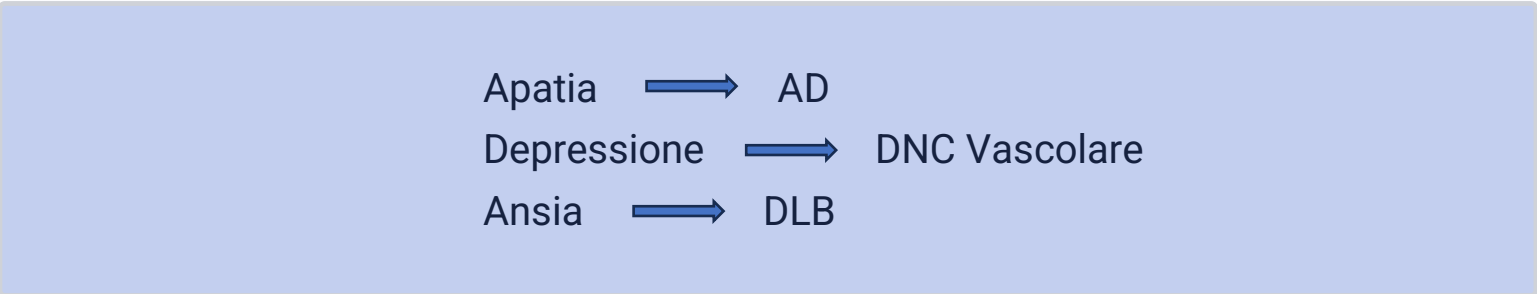 Apatia AD
Depressione DNC Vascolare
Ansia DLB